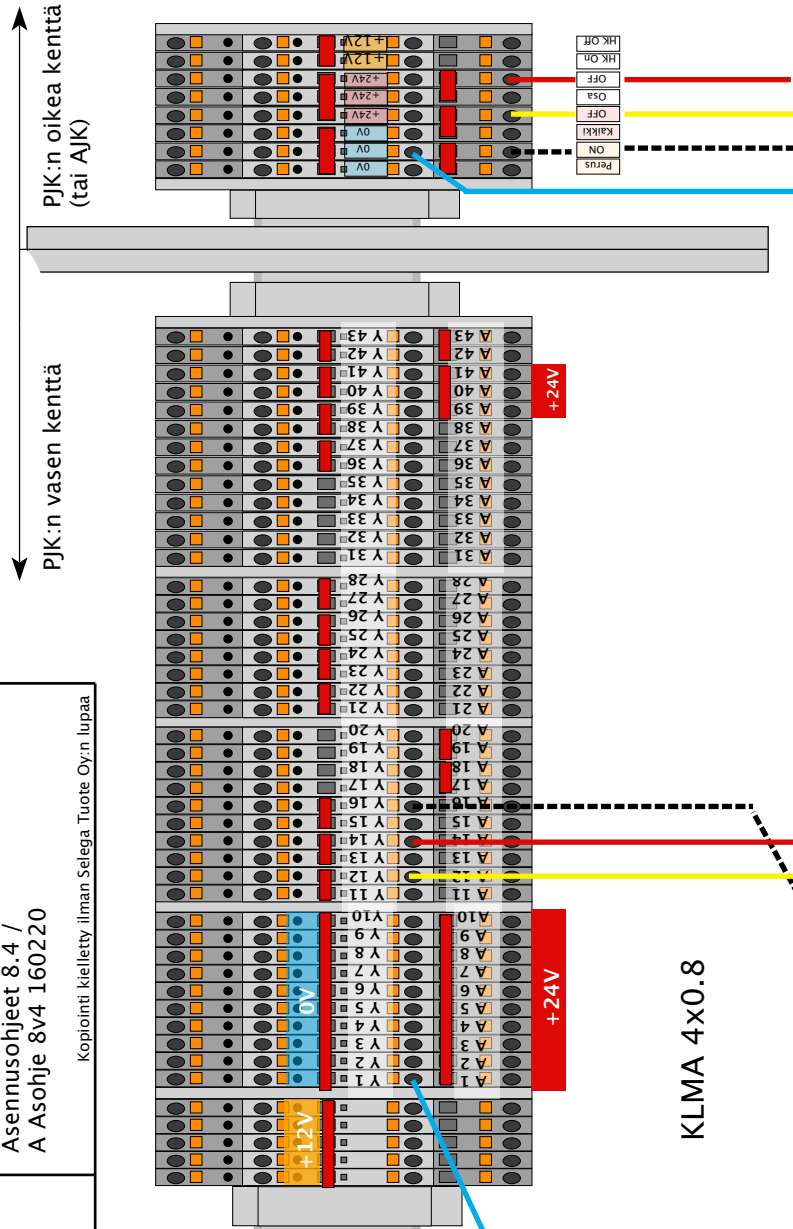 PJK:n oikea kenttä
(tai AJK)
PJK:n vasen kenttä
Asennusohjeet 8.4 /
A Asohje 8v4 160220
Kopiointi kielletty ilman Selega Tuote Oy:n lupaa
+12V
+12V
+24V
+24V
+24V
0V
0V
0V
HK Off
HK On
OFF
Osa
OFF
Kaikki
ON
Perus
Y 43 A 43
Y 42 A 42
Y 41 A 41
Y 40 A 40
Y 39 A 39
Y 38 A 38
Y 37 A 37
Y 36 A 36
Y 35 A 35
Y 34 A 34
Y 33 A 33
Y 32 A 32
Y 31 A 31
+24V
Y 28 A 28
Y 27 A 27
Y 26 A 26
Y 25 A 25
Y 24 A 24
Y 23 A 23
Y 22 A 22
Y 21 A 21
Y 20 A 20
Y 19 A 19
Y 18 A 18
Y 17 A 17
Y 16 A 16
Y 15 A 15
Y 14 A 14
Y 13 A 13
Y 12 A 12
Y 11 A 11
Y10 A10
Y 9 A 9
Y 8 A 8
Y 7 A 7
Y 6 A 6
Y 5 A 5
Y 4 A 4
Y 3 A 3
Y 2 A 2
Y 1 A 1
0V
+24V
+12V
KLMA 4x0.8